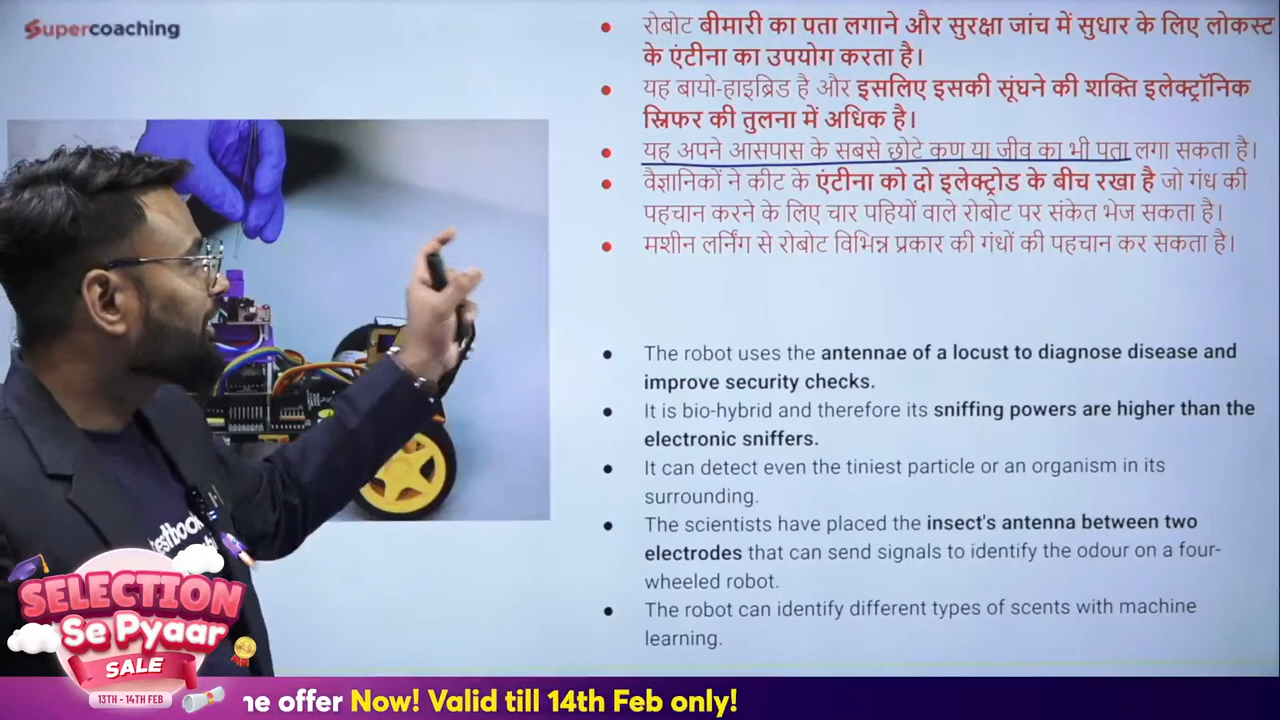 Supercoaching
रोबोट बीमारी का पता लगाने और सुरक्षा जांच में सुधार के लिए लोकस्ट
के एंटीना का उपयोग करता है।
यह बायो-हाइब्रिड है और इसलिए इसकी सूंघने की शक्ति इलेक्ट्रॉनिक
स्निफर की तुलना में अधिक है।
यह अपने आसपास के सबसे छोटे कण या जीव का भी पता लगा सकता है।
वैज्ञानिकों ने कीट के एंटीना को दो इलेक्ट्रोड के बीच रखा है जो गंध की
पहचान करने के लिए चार पहियों वाले रोबोट पर संकेत भेज सकता है।
मशीन लर्निंग से रोबोट विभिन्न प्रकार की गंधों की पहचान कर सकता है।
The robot uses the antennae of a locust to diagnose disease and
improve security checks.
It is bio-hybrid and therefore its sniffing powers are higher than the
electronic sniffers.
It can detect even the tiniest particle or an organism in its
surrounding.
The scientists have placed the insect's antenna between two
electrodes that can send signals to identify the odour on a four-
wheeled robot.
The robot can identify different types of scents with machine
learning.
testbook
SELECTION
Se Pyaar
SALE
13TH - 14TH FEB
offer Now! Valid till 14th Feb only!